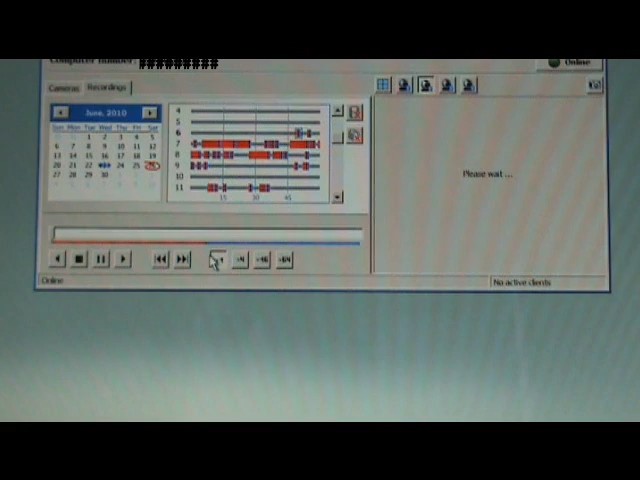 Computer number: #########
Online
Cameras Recordings
June, 2010
Sun Mon Tue Wed Thu Fri Sat
1 2 3 4 5
6 7 8 9 10 11 12
13 14 15 16 17 18 19
20 21 22 24 25
27 28 29 30
4
5
6
7
8
9
10
11
15 30 45
Please wait ...
Online
No active clients